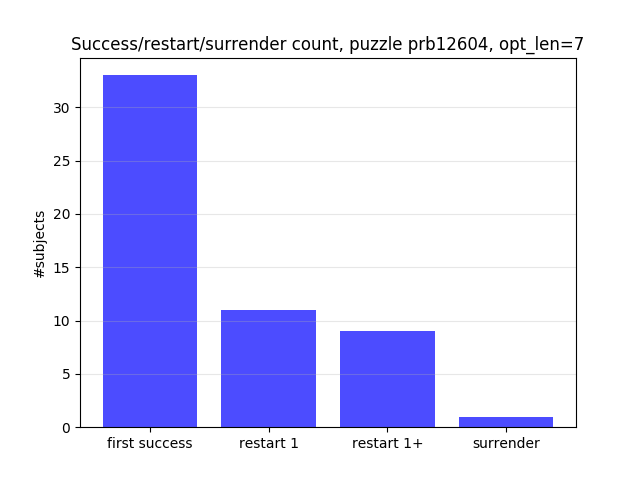 Success/restart/surrender count, puzzle prb12604, opt_len=7
#subjects
30
25
20
15
10
5
0
first success
restart 1
restart 1+
surrender